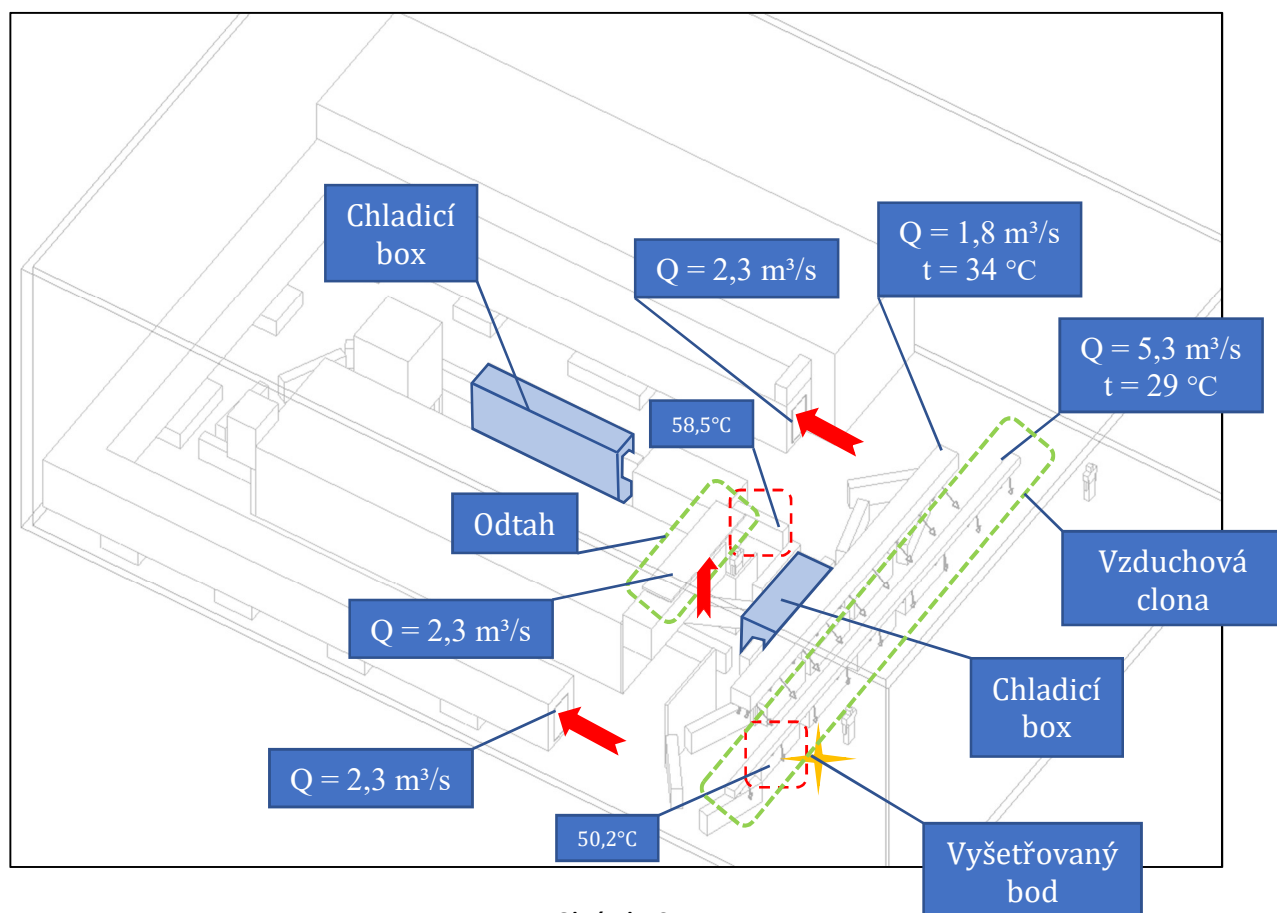 Chladicí
box
Q = 2,3 m³/s
Q = 1,8 m³/s
t = 34 °C
Q = 5,3 m³/s
t = 29 °C
58,5°C
Odtah
Vzduchová
clona
Q = 2,3 m³/s
Chladicí
box
Q = 2,3 m³/s
50,2°C
Vyšetřovaný
bod